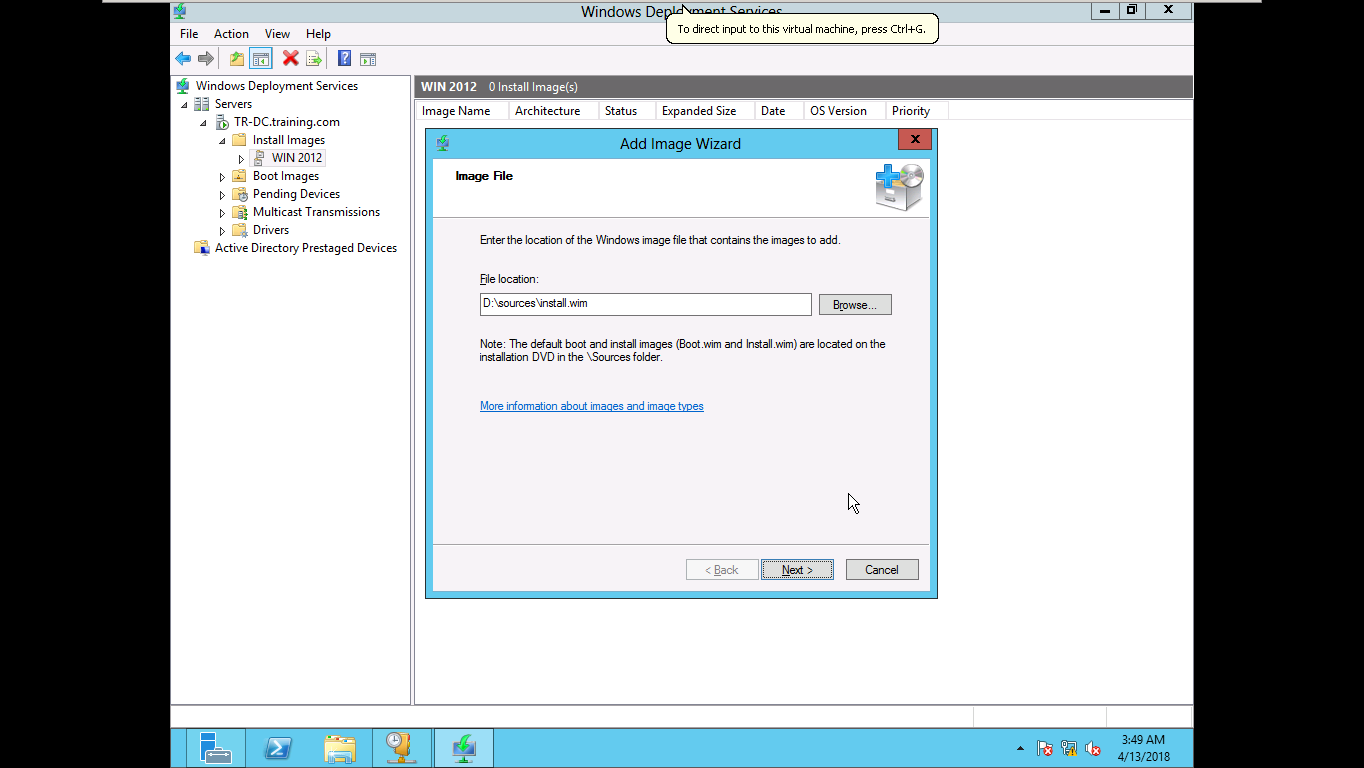 Windows Deployment Services
To direct input to this virtual machine, press Ctrl+G.
File Action View Help
Windows Deployment Services
Servers
TR-DC.training.com
Install Images
WIN 2012
Boot Images
Pending Devices
Multicast Transmissions
Drivers
Active Directory Prestaged Devices
WIN 2012 0 Install Image(s)
Image Name Architecture Status Expanded Size Date OS Version Priority
Add Image Wizard
Image File
Enter the location of the Windows image file that contains the images to add.
File location:
D:\sources\install.wim
Browse...
Note: The default boot and install images (Boot.wim and Install.wim) are located on the
installation DVD in the \Sources folder.
More information about images and image types
< Back Next > Cancel
3:49 AM
4/13/2018